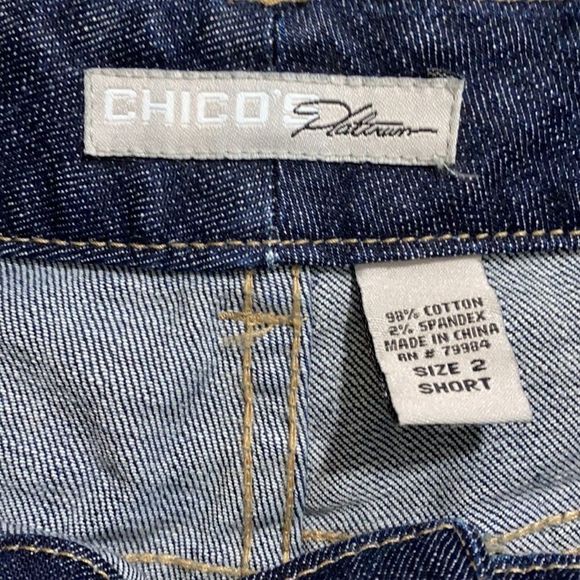 CHICO'S Platinum
98% COTTON
2% SPANDEX
MADE IN CHINA
RN # 79984
SIZE 2
SHORT